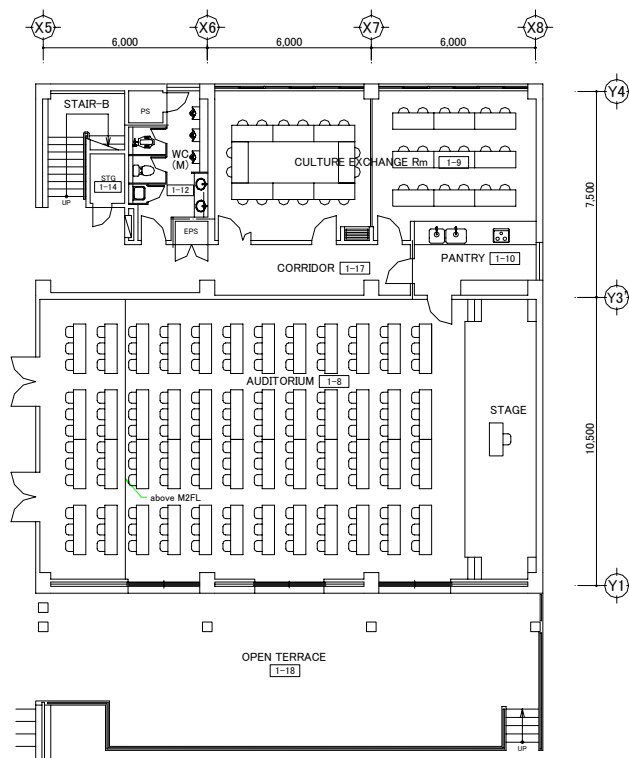 X5 X6 X7 X8
6,000 6,000 6,000
Y4
STAIR-B
PS
WC
(M)
CULTURE EXCHANGE Rm 1-9
STG
1-14
1-12
UP
7,500
EPS
PANTRY 1-10
CORRIDOR 1-17
Y3'
AUDITORIUM 1-8
STAGE
10,500
above M2FL
Y1
OPEN TERRACE
1-18
UP